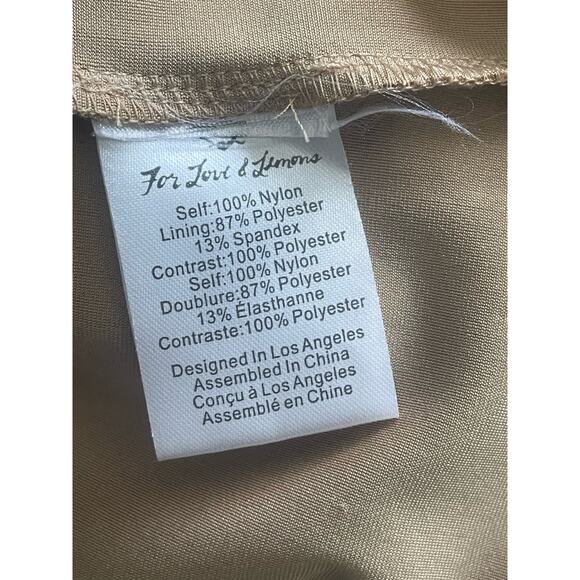 For Love & Lemons
Self:100% Nylon
Lining:87% Polyester
13% Spandex
Contrast:100% Polyester
Self:100% Nylon
Doublure:87% Polyester
13% Élasthanne
Contraste:100% Polyester
Designed In Los Angeles
Assembled In China
Conçu à Los Angeles
Assemblé en Chine